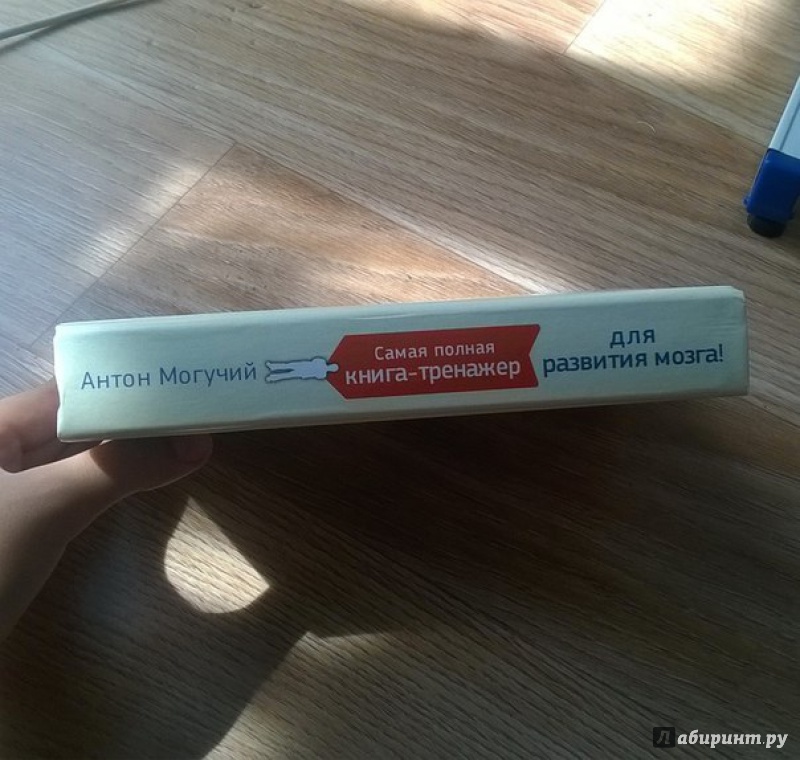 Антон Могучий
Самая полная
книга-тренажер
для
развития мозга!
Лабиринт.ру